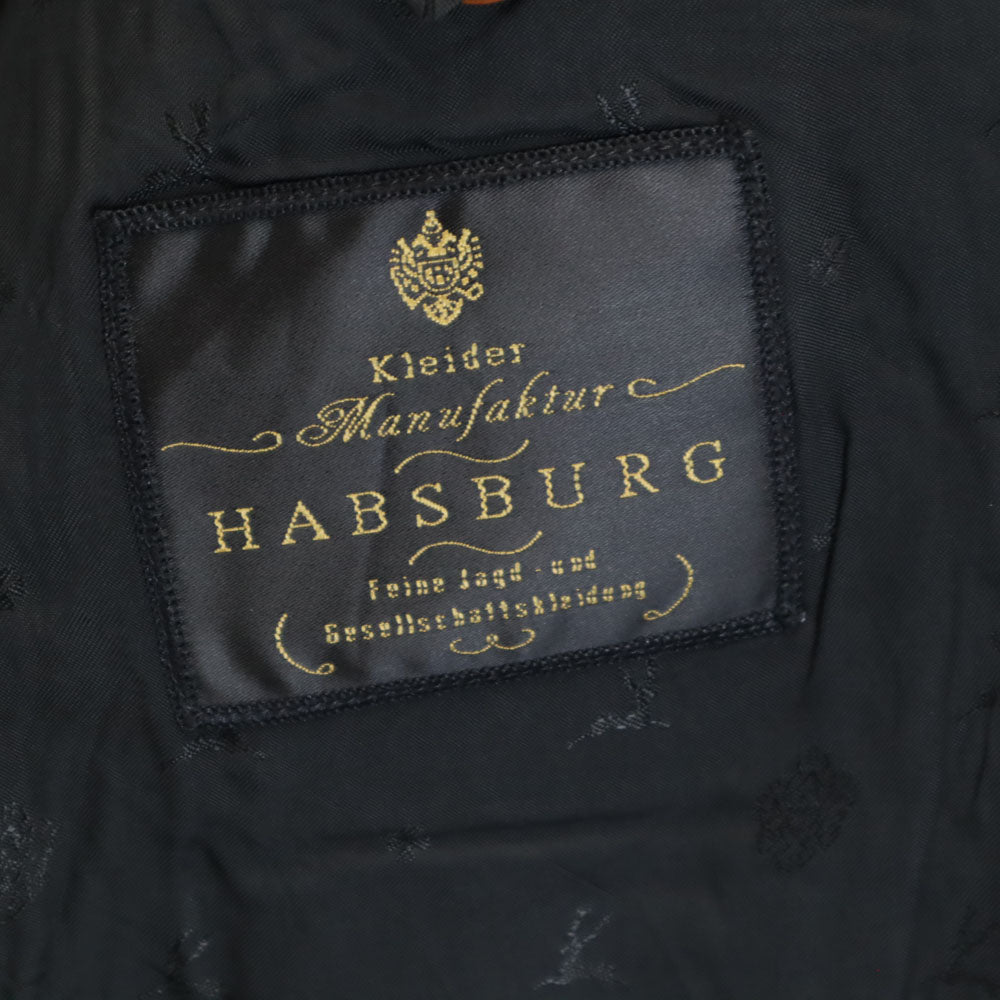 Kleider
Manufaktur
HABSBURG
Feine Jagd - und
Gesellschaftskleidung